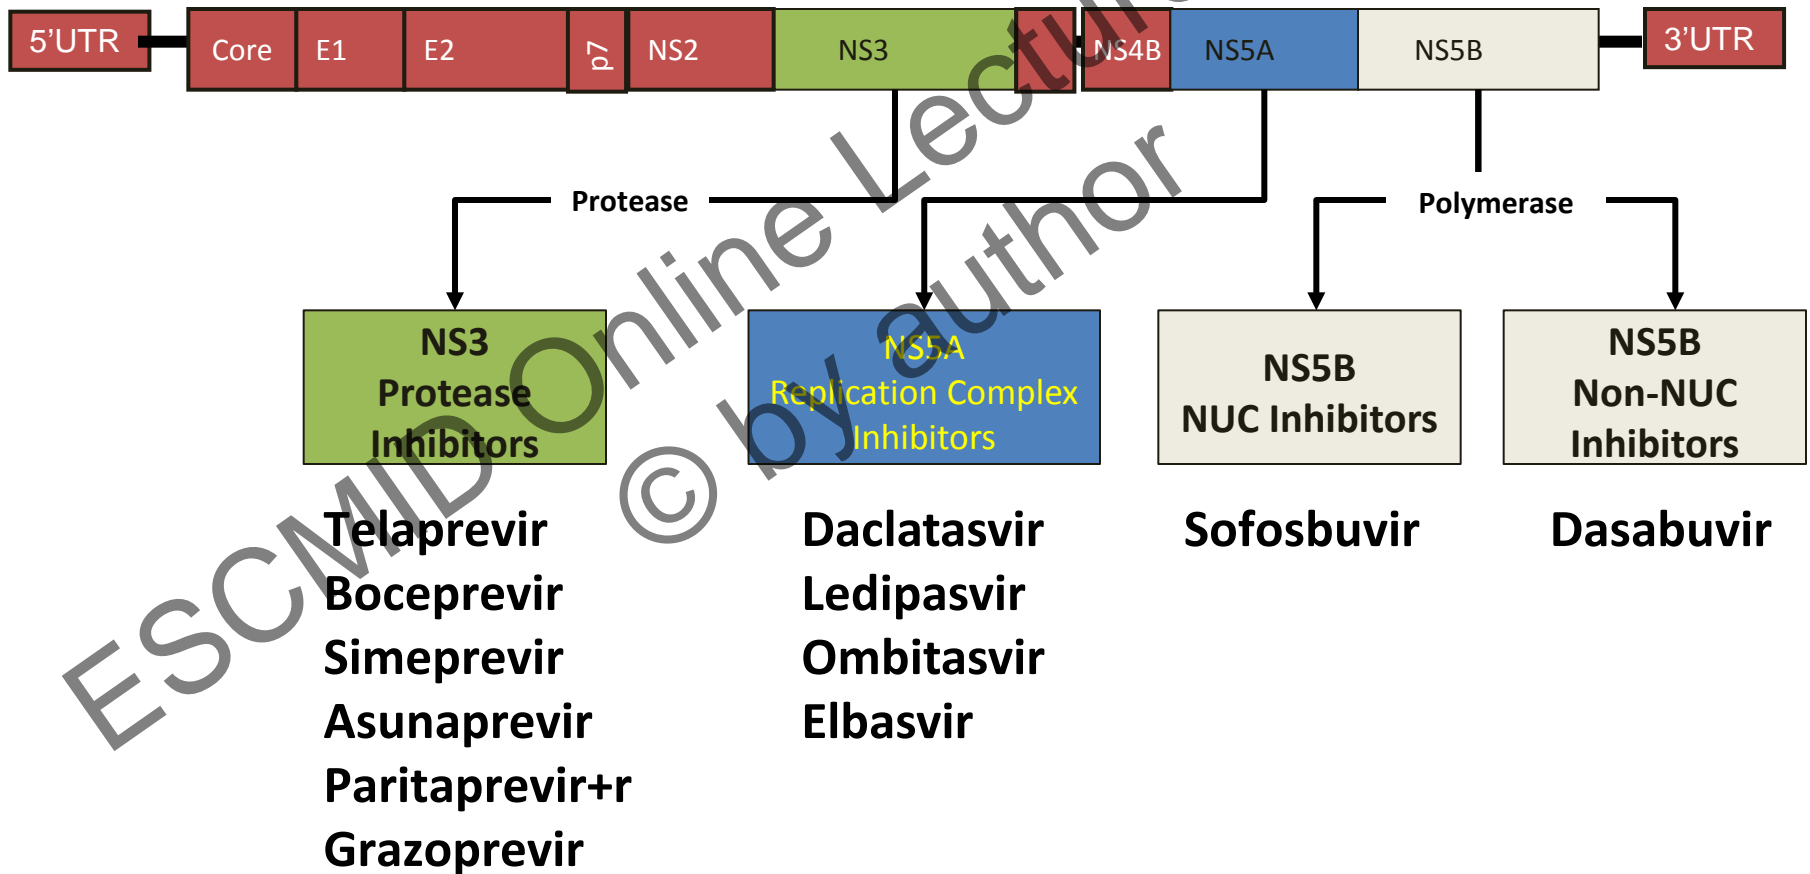 5’UTR
Core
E1
E2
p7
NS2
NS3
NS4B
NS5A
NS5B
3’UTR
Protease
Polymerase
NS3
Protease
Inhibitors
NS5A
Replication Complex
Inhibitors
NS5B
NUC Inhibitors
NS5B
Non-NUC
Inhibitors
Telaprevir
Boceprevir
Simeprevir
Asunaprevir
Paritaprevir+r
Grazoprevir
Daclatasvir
Ledipasvir
Ombitasvir
Elbasvir
Sofosbuvir
Dasabuvir
ESCMID Online Lecture
© by author